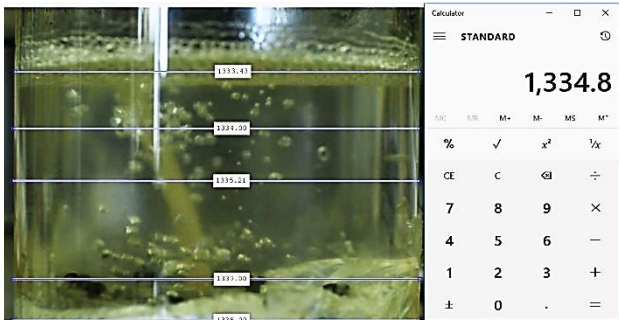 Calculator
STANDARD
1,334.8
MC MR M+ M- MS M˅
% √ x² ¹/x
CE C ÷
7 8 9 ×
4 5 6 −
1 2 3 +
± 0 . =
1333.43
1334.00
1335.21
1337.00